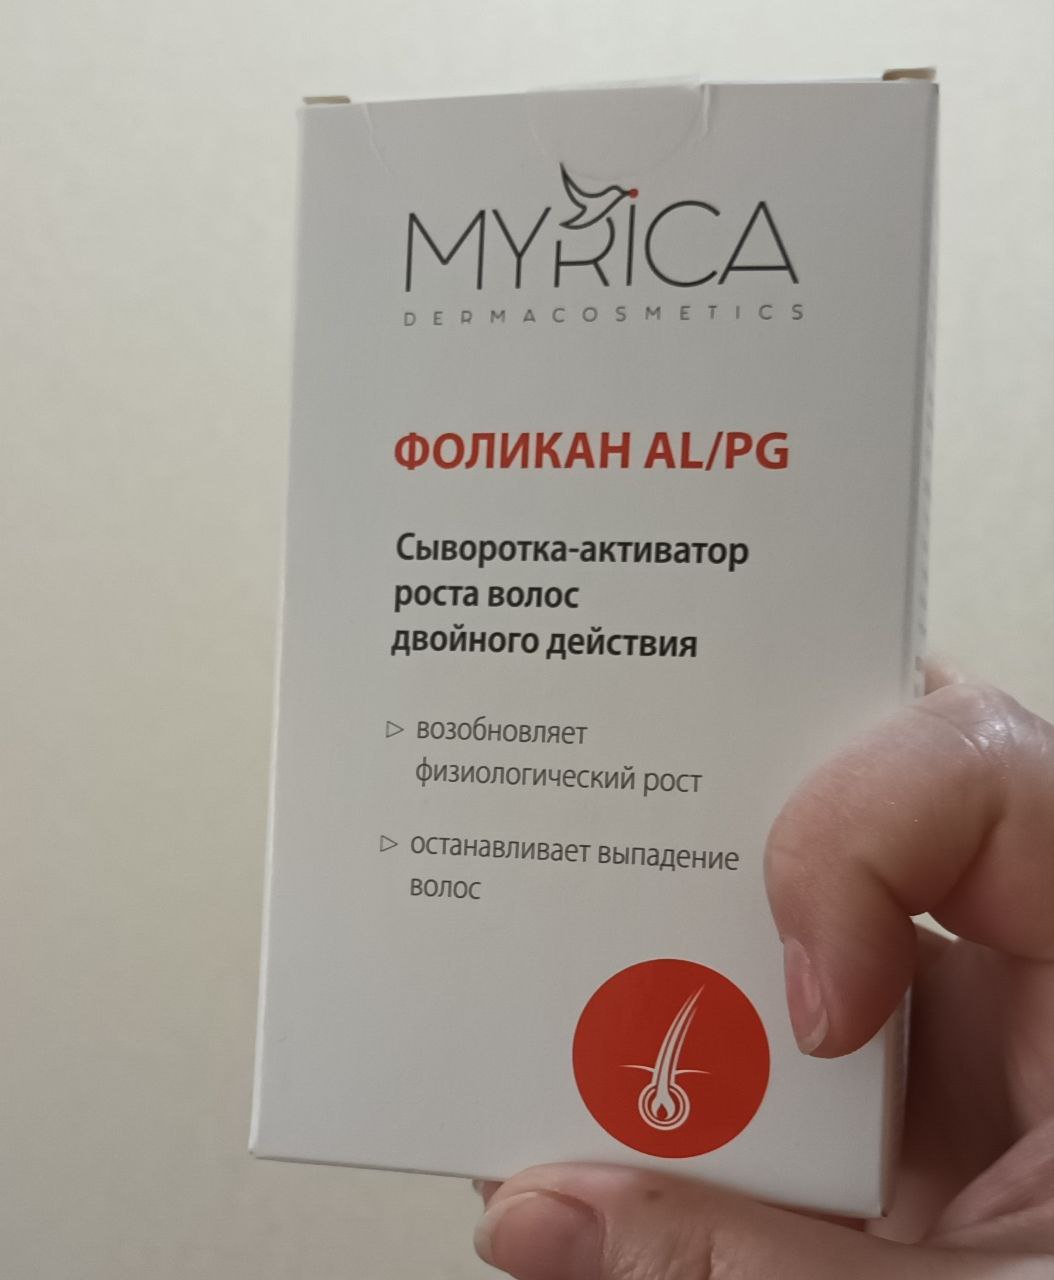 MYRICA
DERMACOSMETICS
ФОЛИКАН AL/PG
Сыворотка-активатор
роста волос
двойного действия
▷ возобновляет
физиологический рост
▷ останавливает выпадение
волос